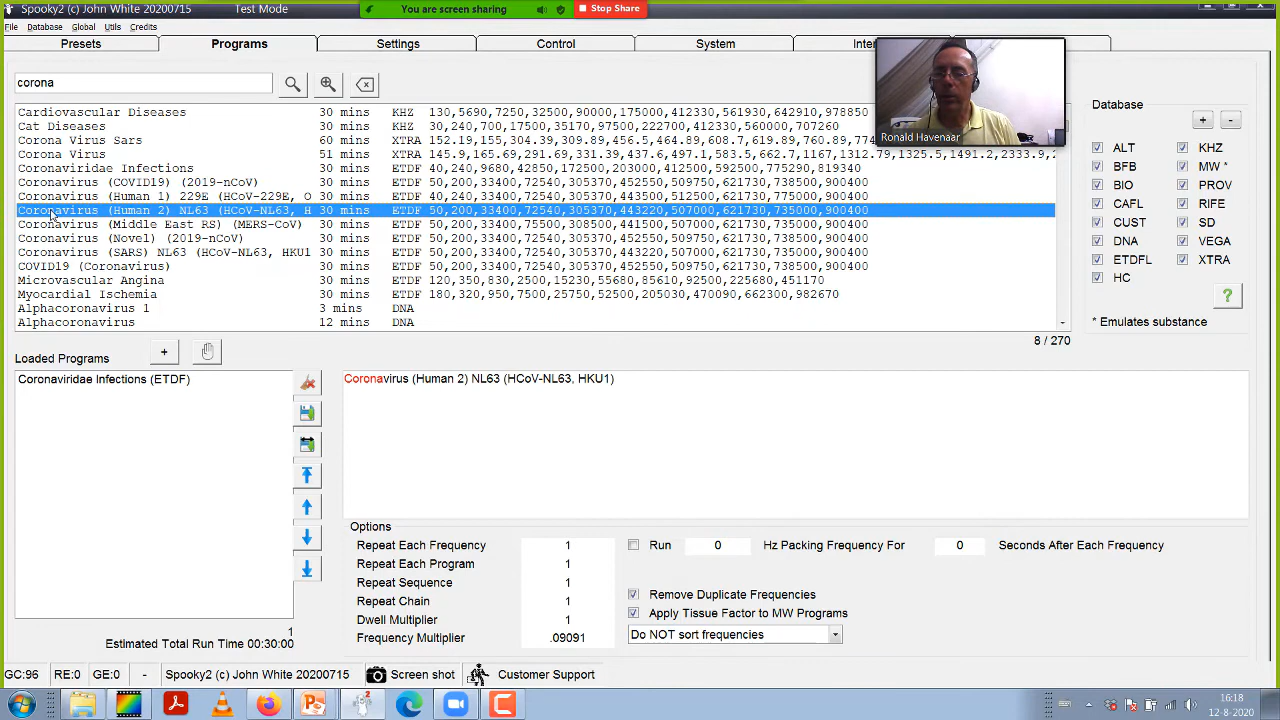 Spooky2 (c) John White 20200715 Test Mode You are screen sharing Stop Share
File Database Global Utils Credits
Presets Programs Settings Control System
corona
Ronald Havenaar
Cardiovascular Diseases 30 mins KHZ 130,5690,7250,32500,90000,175000,412330,561930,642910,978850
Cat Diseases 30 mins KHZ 30,240,700,17500,35170,97500,222700,412330,560000,707260
Corona Virus Sars 60 mins XTRA 152,155,304.39,309.89,456.5,464.89,608.7,619.89,760.89,
Corona Virus 51 mins XTRA 145.9,165.69,291.69,331.39,437.6,497.1,583.5,662.7,1167,1312.79,1325.5,1491.2,2333.9,2
Coronaviridae Infections 30 mins ETDF 50,200,33400,72540,305370,452550,507000,620000,735340,819340
Coronavirus (COVID19) (2019-nCoV) 30 mins ETDF 50,200,33400,72540,305370,452550,509020,621730,738500,900400
Coronavirus (Human 1) 229E (HCoV-229E, O 30 mins ETDF 40,240,9680,42850,172500,203000,412500,590000,722530,861340
Coronavirus (Human 2) NL63 (HCoV-NL63, H 30 mins ETDF 50,200,33400,72540,305370,443220,507000,621730,735000,900400
Coronavirus (Middle East RS) (MERS-CoV) 30 mins ETDF 50,200,33400,75500,308500,441500,507000,621730,735000,900400
Coronavirus (Novel) (2019-nCoV) 30 mins ETDF 50,200,33400,72540,305370,452550,509020,621730,738500,900400
Coronavirus (SARS) NL63 (HCoV-NL63, HKU1 30 mins ETDF 50,200,33400,72540,305370,452550,507000,621730,738500,900400
COVID19 (Coronavirus) 30 mins ETDF 50,200,33400,72540,305370,452550,509020,621730,738500,900400
Microvascular Angina 30 mins ETDF 120,350,830,2500,15230,55680,85610,92500,225680,451170
Myocardial Ischemia 30 mins ETDF 180,320,950,7500,25750,52500,205030,470090,662300,982670
Alphacoronavirus 1 3 mins DNA
Alphacoronavirus 12 mins DNA
Database
+ -
ALT KHZ
BFB MW *
BIO PROV
CAFL RIFE
CUST SD
DNA VEGA
ETDFL XTRA
HC
?
* Emulates substance
8 / 270
Loaded Programs +
Coronaviridae Infections (ETDF)
Coronavirus (Human 2) NL63 (HCoV-NL63, HKU1)
1
Estimated Total Run Time 00:30:00
Options
Repeat Each Frequency 1 Run 0 Hz Packing Frequency For 0 Seconds After Each Frequency
Repeat Each Program 1
Repeat Sequence 1 Remove Duplicate Frequencies
Repeat Chain 1 Apply Tissue Factor to MW Programs
Dwell Multiplier 1
Frequency Multiplier .09091 Do NOT sort frequencies
GC:96 RE:0 GE:0 - Spooky2 (c) John White 20200715 Screen shot Customer Support
16:18
12-8-2020